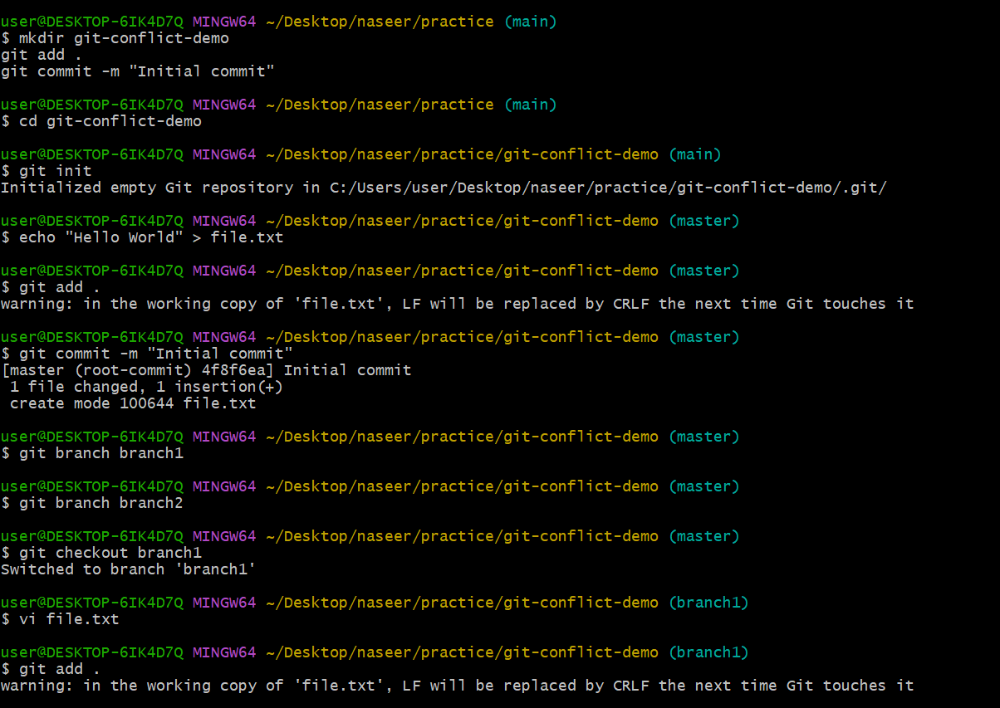 user@DESKTOP-6IK4D7Q MINGW64 ~/Desktop/naseer/practice (main)
$ mkdir git-conflict-demo
git add .
git commit -m "Initial commit"
user@DESKTOP-6IK4D7Q MINGW64 ~/Desktop/naseer/practice (main)
$ cd git-conflict-demo
user@DESKTOP-6IK4D7Q MINGW64 ~/Desktop/naseer/practice/git-conflict-demo (main)
$ git init
Initialized empty Git repository in C:/Users/user/Desktop/naseer/practice/git-conflict-demo/.git/
user@DESKTOP-6IK4D7Q MINGW64 ~/Desktop/naseer/practice/git-conflict-demo (master)
$ echo "Hello World" > file.txt
user@DESKTOP-6IK4D7Q MINGW64 ~/Desktop/naseer/practice/git-conflict-demo (master)
$ git add .
warning: in the working copy of 'file.txt', LF will be replaced by CRLF the next time Git touches it
user@DESKTOP-6IK4D7Q MINGW64 ~/Desktop/naseer/practice/git-conflict-demo (master)
$ git commit -m "Initial commit"
[master (root-commit) 4f8f6ea] Initial commit
1 file changed, 1 insertion(+)
create mode 100644 file.txt
user@DESKTOP-6IK4D7Q MINGW64 ~/Desktop/naseer/practice/git-conflict-demo (master)
$ git branch branch1
user@DESKTOP-6IK4D7Q MINGW64 ~/Desktop/naseer/practice/git-conflict-demo (master)
$ git branch branch2
user@DESKTOP-6IK4D7Q MINGW64 ~/Desktop/naseer/practice/git-conflict-demo (master)
$ git checkout branch1
Switched to branch 'branch1'
user@DESKTOP-6IK4D7Q MINGW64 ~/Desktop/naseer/practice/git-conflict-demo (branch1)
$ vi file.txt
user@DESKTOP-6IK4D7Q MINGW64 ~/Desktop/naseer/practice/git-conflict-demo (branch1)
$ git add .
warning: in the working copy of 'file.txt', LF will be replaced by CRLF the next time Git touches it